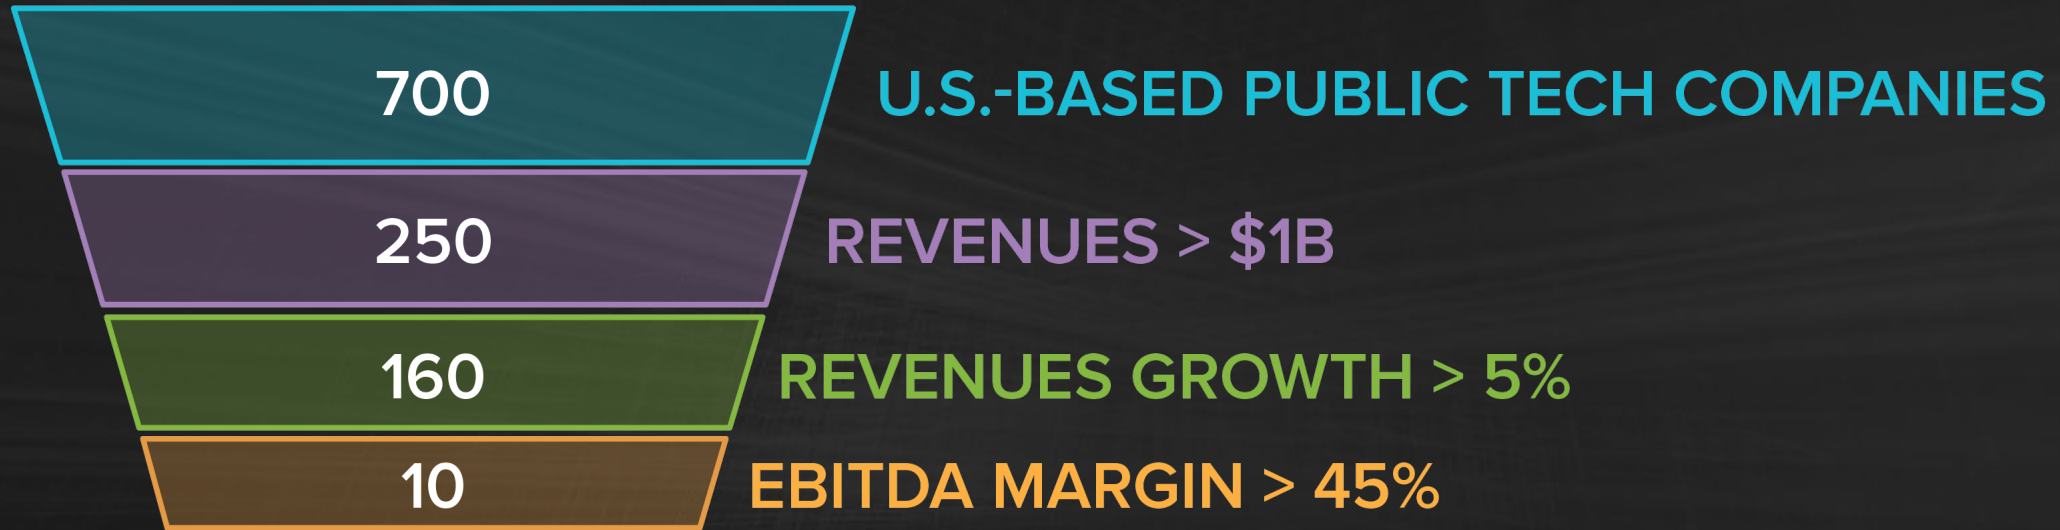 700 U.S.-BASED PUBLIC TECH COMPANIES
250 REVENUES > $1B
160 REVENUES GROWTH > 5%
10 EBITDA MARGIN > 45%